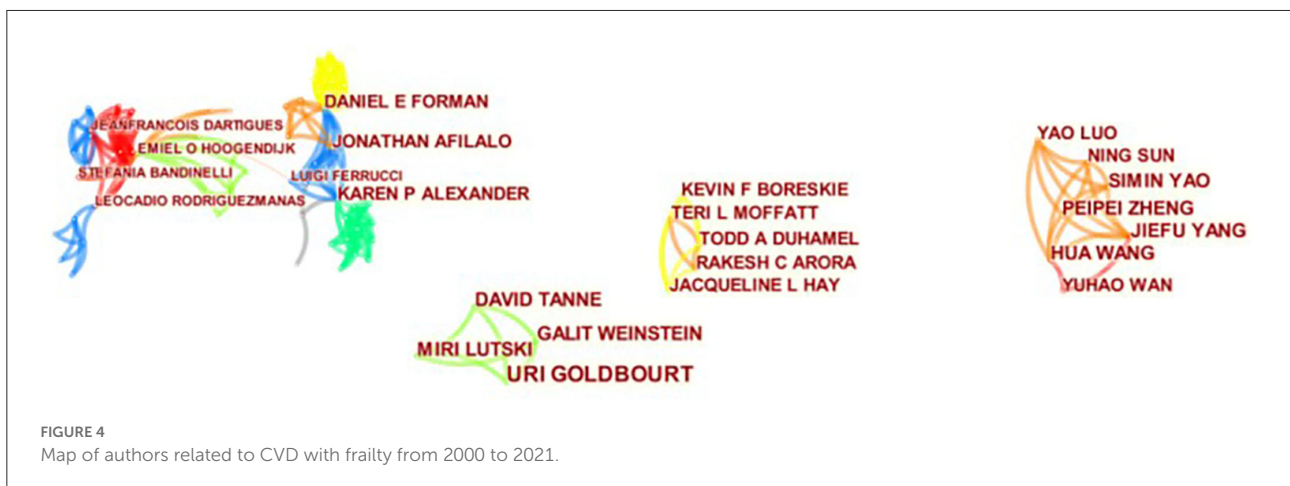 DANIEL E FORMAN
JEANFRANCOIS DARTIGUES
JONATHAN AFILALO
EMIEL O HOOGENDIJK
STEFANIA BANDINELLI
LUIGI FERRUCCI
LEOCADIO RODRIGUEZMANAS
KAREN P ALEXANDER
DAVID TANNE
GALIT WEINSTEIN
MIRI LUTSKI
URI GOLDBOURT
KEVIN F BORESKIE
TERI L MOFFATT
TODD A DUHAMEL
RAKESH C ARORA
JACQUELINE L HAY
YAO LUO
NING SUN
SIMIN YAO
PEIPEI ZHENG
JIEFU YANG
HUA WANG
YUHAO WAN
FIGURE 4
Map of authors related to CVD with frailty from 2000 to 2021.